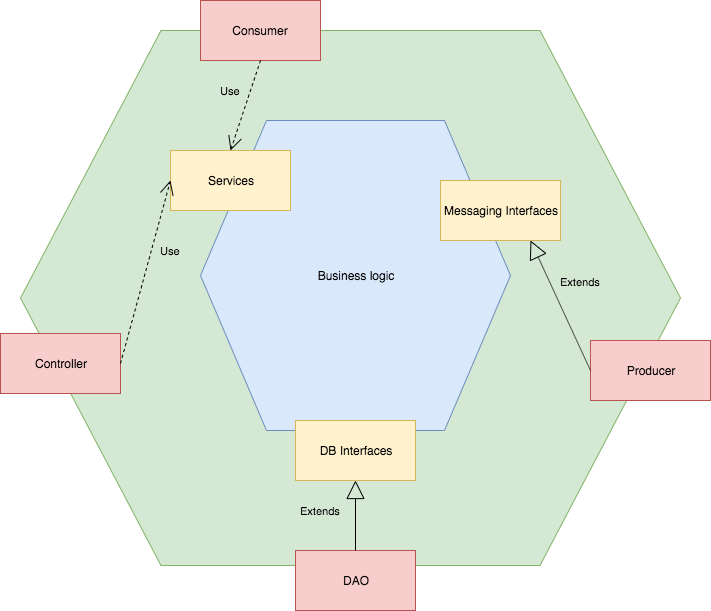 Consumer
Use
Services
Messaging Interfaces
Use
Business logic
Extends
Controller
Producer
DB Interfaces
Extends
DAO